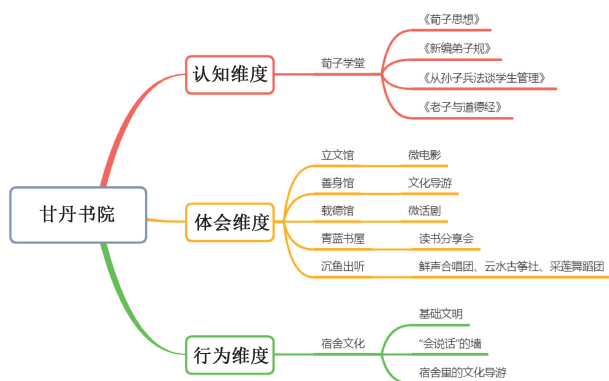 甘丹书院
认知维度
荀子学堂
《荀子思想》
《新编弟子规》
《从孙子兵法谈学生管理》
《老子与道德经》
体会维度
立文馆
微电影
善身馆
文化导游
载德馆
微话剧
青蓝书屋
读书分享会
沉鱼出听
鲜声合唱团、云水古筝社、采莲舞蹈团
行为维度
宿舍文化
基础文明
“会说话”的墙
宿舍里的文化导游